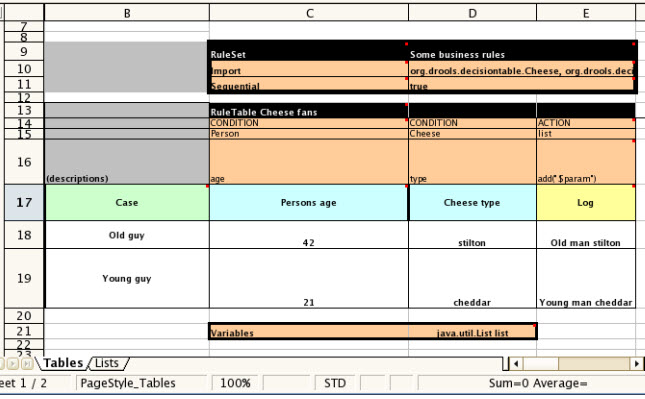 B C D E
7
8
9 RuleSet Some business rules
10 Import org.drools.decisiontable.Cheese, org.drools.deci
11 Sequential true
12
13 RuleTable Cheese fans
14 CONDITION CONDITION ACTION
15 Person Cheese list
16 (descriptions) age type add("$param")
17 Case Persons age Cheese type Log
18 Old guy 42 stilton Old man stilton
19 Young guy 21 cheddar Young man cheddar
20
21 Variables java.util.List list
22
23
Tables Lists
eet 1 / 2 PageStyle_Tables 100% STD Sum=0 Average=